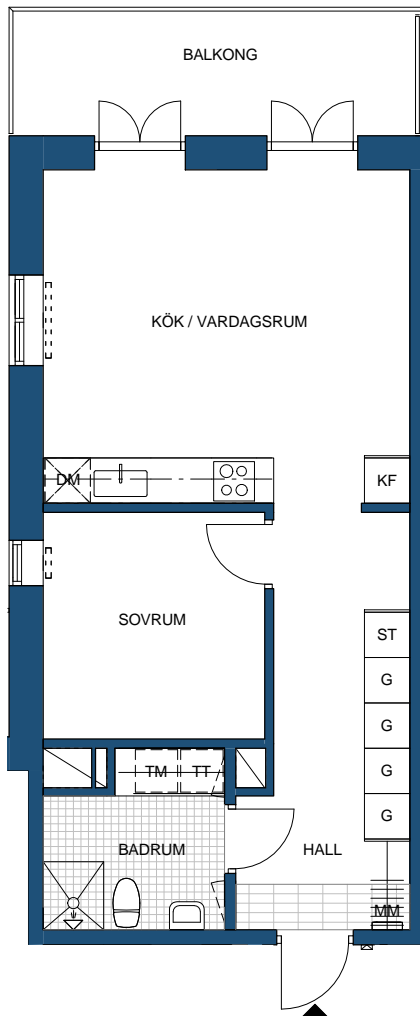 BALKONG
KÖK / VARDAGSRUM
DM
KF
SOVRUM
ST
G
G
G
G
TM
TT
BADRUM
HALL
MM